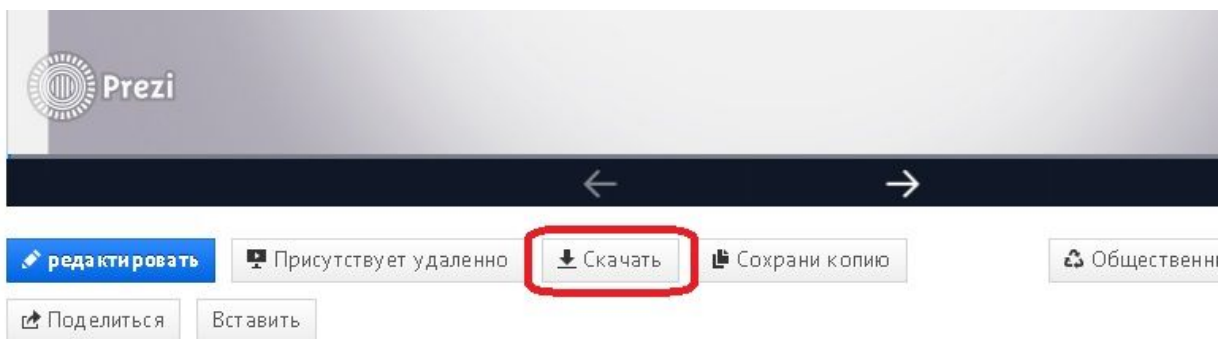 Prezi
редактировать Присутствует удаленно Скачать Сохрани копию Общественн
Поделиться Вставить